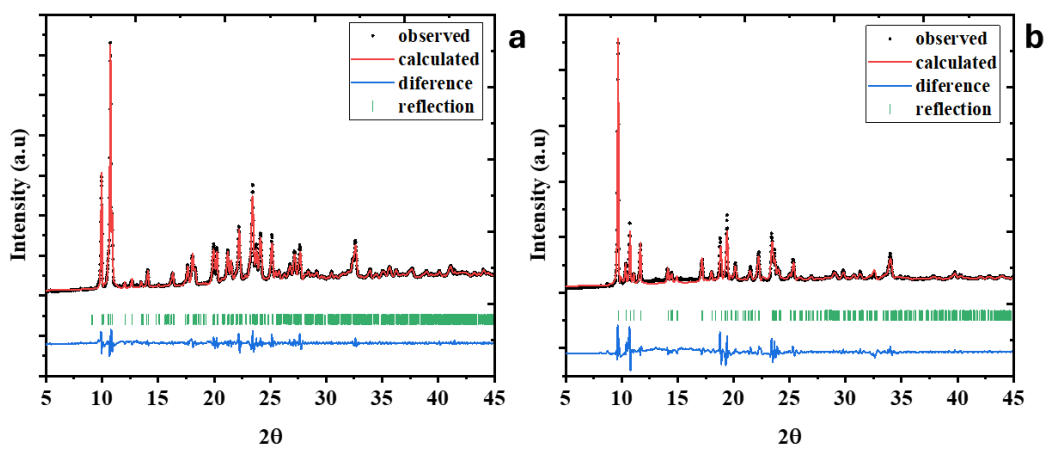 observed
calculated
diference
reflection
a
Intensity (a.u)
5 10 15 20 25 30 35 40 45
2θ
observed
calculated
diference
reflection
b
Intensity (a.u)
5 10 15 20 25 30 35 40 45
2θ